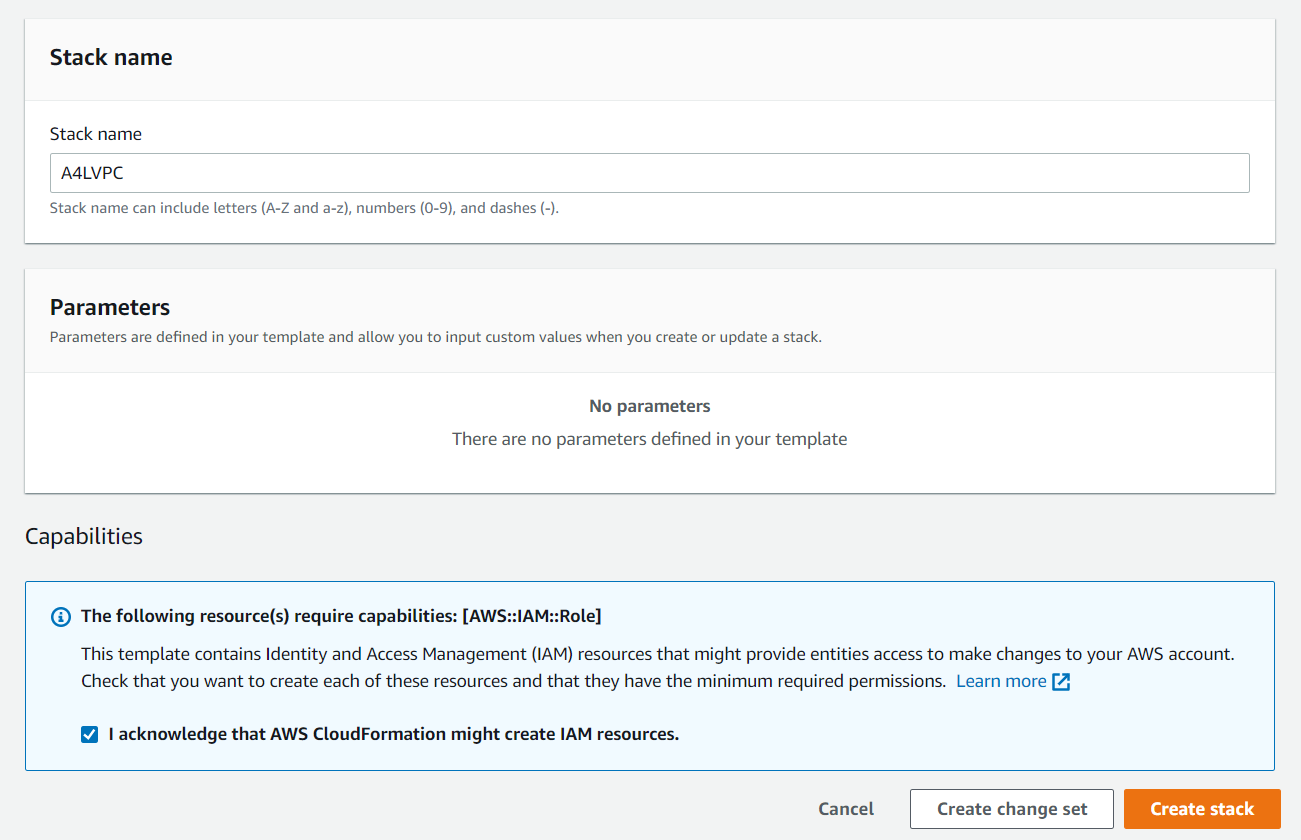 Stack name
Stack name
A4LVPC
Stack name can include letters (A-Z and a-z), numbers (0-9), and dashes (-).
Parameters
Parameters are defined in your template and allow you to input custom values when you create or update a stack.
No parameters
There are no parameters defined in your template
Capabilities
The following resource(s) require capabilities: [AWS::IAM::Role]
This template contains Identity and Access Management (IAM) resources that might provide entities access to make changes to your AWS account.
Check that you want to create each of these resources and that they have the minimum required permissions. Learn more
I acknowledge that AWS CloudFormation might create IAM resources.
Cancel Create change set Create stack